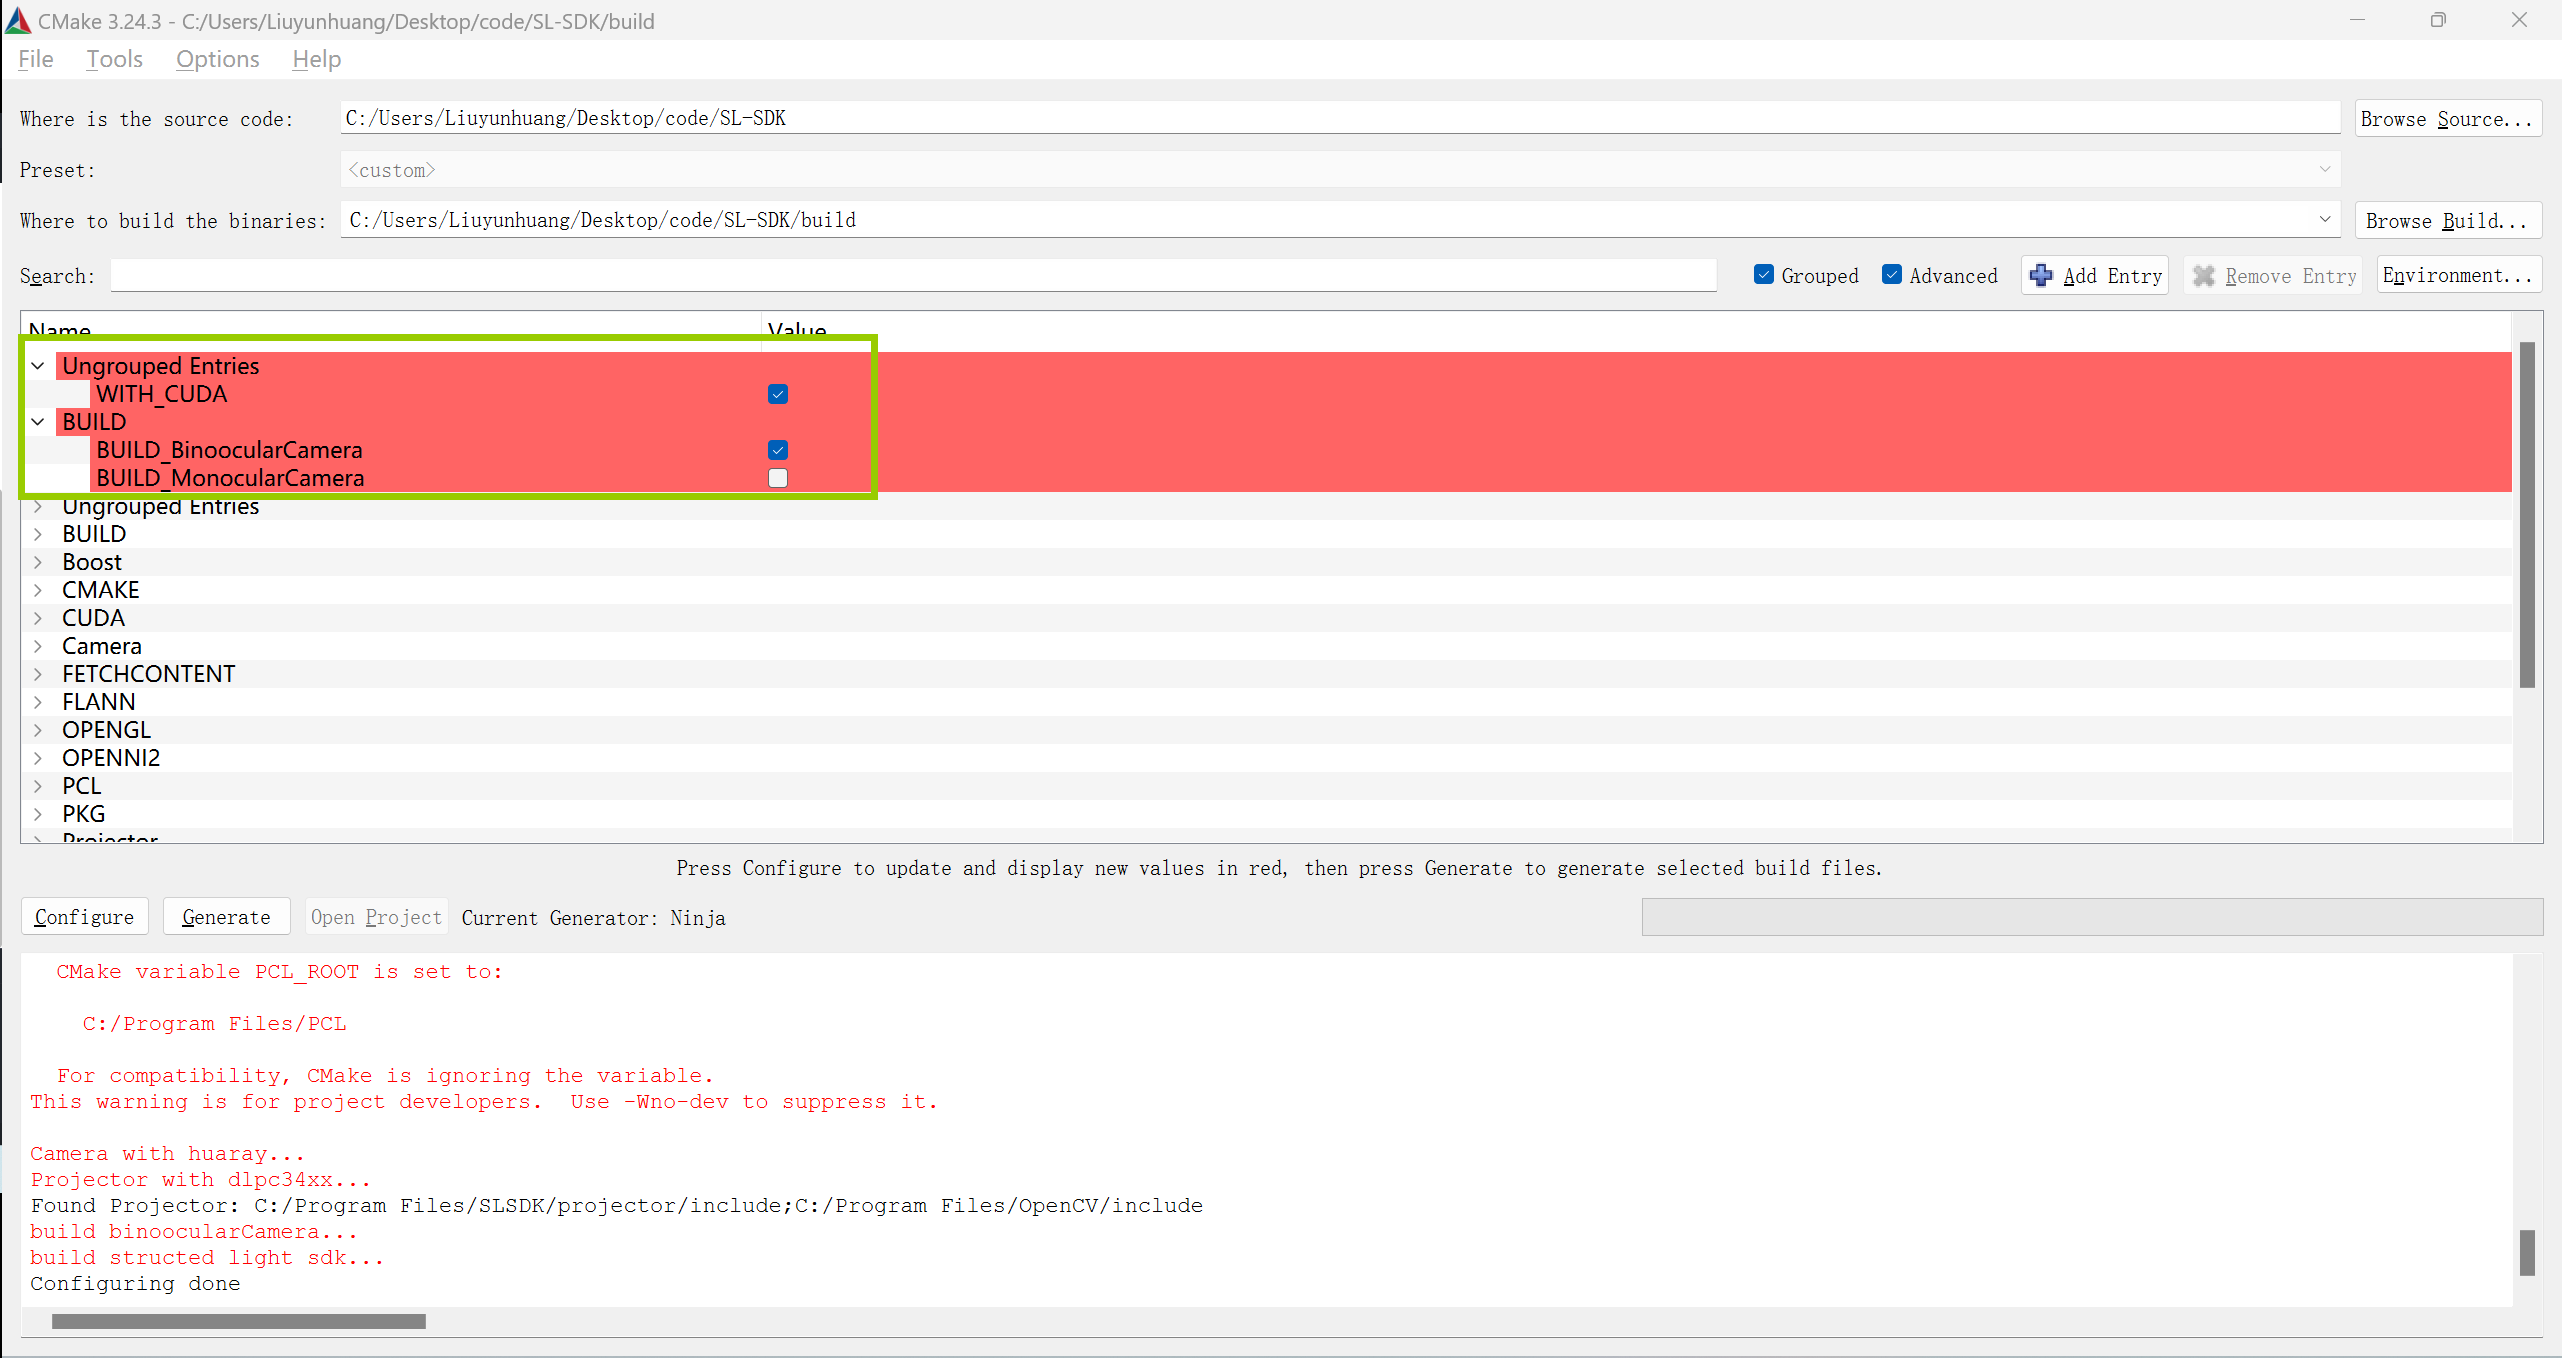 CMake 3.24.3 - C:/Users/Liuyunhuang/Desktop/code/SL-SDK/build
File Tools Options Help
Where is the source code: C:/Users/Liuyunhuang/Desktop/code/SL-SDK Browse Source...
Preset: <custom>
Where to build the binaries: C:/Users/Liuyunhuang/Desktop/code/SL-SDK/build Browse Build...
Search: Grouped Advanced Add Entry Remove Entry Environment...
Name Value
Ungrouped Entries
WITH_CUDA
BUILD
BUILD_BinoocularCamera
BUILD_MonocularCamera
Ungrouped Entries
BUILD
Boost
CMAKE
CUDA
Camera
FETCHCONTENT
FLANN
OPENGL
OPENNI2
PCL
PKG
Projector
Press Configure to update and display new values in red, then press Generate to generate selected build files.
Configure Generate Open Project Current Generator: Ninja
CMake variable PCL_ROOT is set to:
C:/Program Files/PCL
For compatibility, CMake is ignoring the variable.
This warning is for project developers.  Use -Wno-dev to suppress it.
Camera with huaray...
Projector with dlpc34xx...
Found Projector: C:/Program Files/SLSDK/projector/include;C:/Program Files/OpenCV/include
build binoocularCamera...
build structed light sdk...
Configuring done